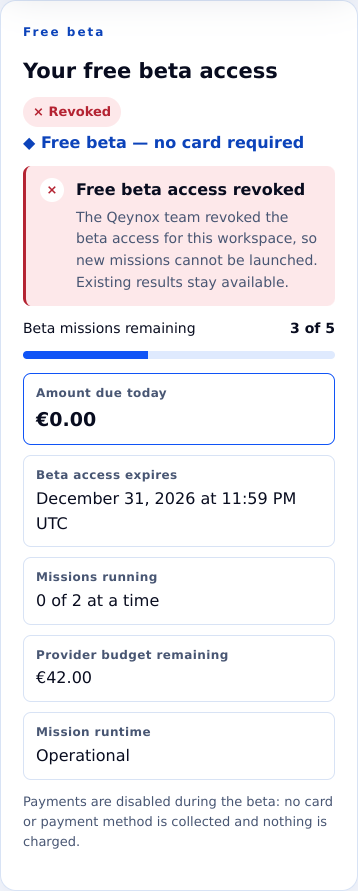 Free beta
Your free beta access
× Revoked
◆ Free beta — no card required
× Free beta access revoked
The Qeynox team revoked the
beta access for this workspace, so
new missions cannot be launched.
Existing results stay available.
Beta missions remaining 3 of 5
Amount due today
€0.00
Beta access expires
December 31, 2026 at 11:59 PM
UTC
Missions running
0 of 2 at a time
Provider budget remaining
€42.00
Mission runtime
Operational
Payments are disabled during the beta: no card
or payment method is collected and nothing is
charged.